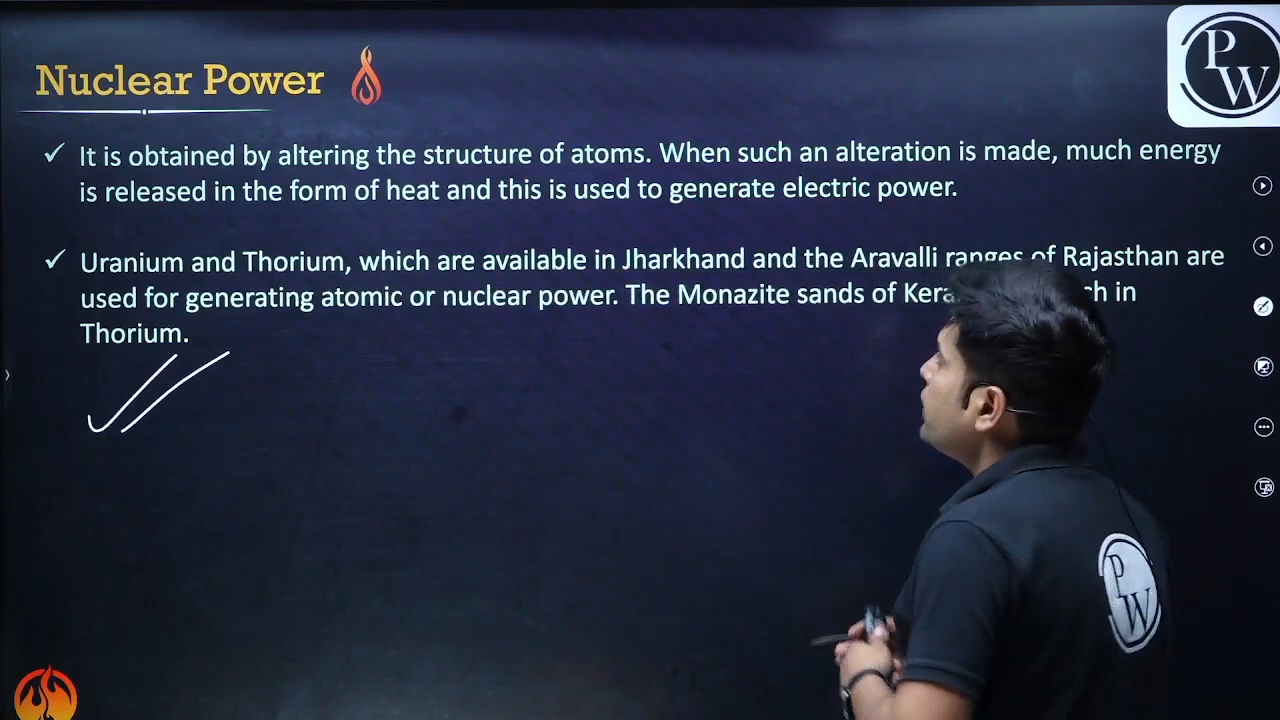 Nuclear Power
PW
✓ It is obtained by altering the structure of atoms. When such an alteration is made, much energy
is released in the form of heat and this is used to generate electric power.
✓ Uranium and Thorium, which are available in Jharkhand and the Aravalli ranges of Rajasthan are
used for generating atomic or nuclear power. The Monazite sands of in
Thorium.
PW